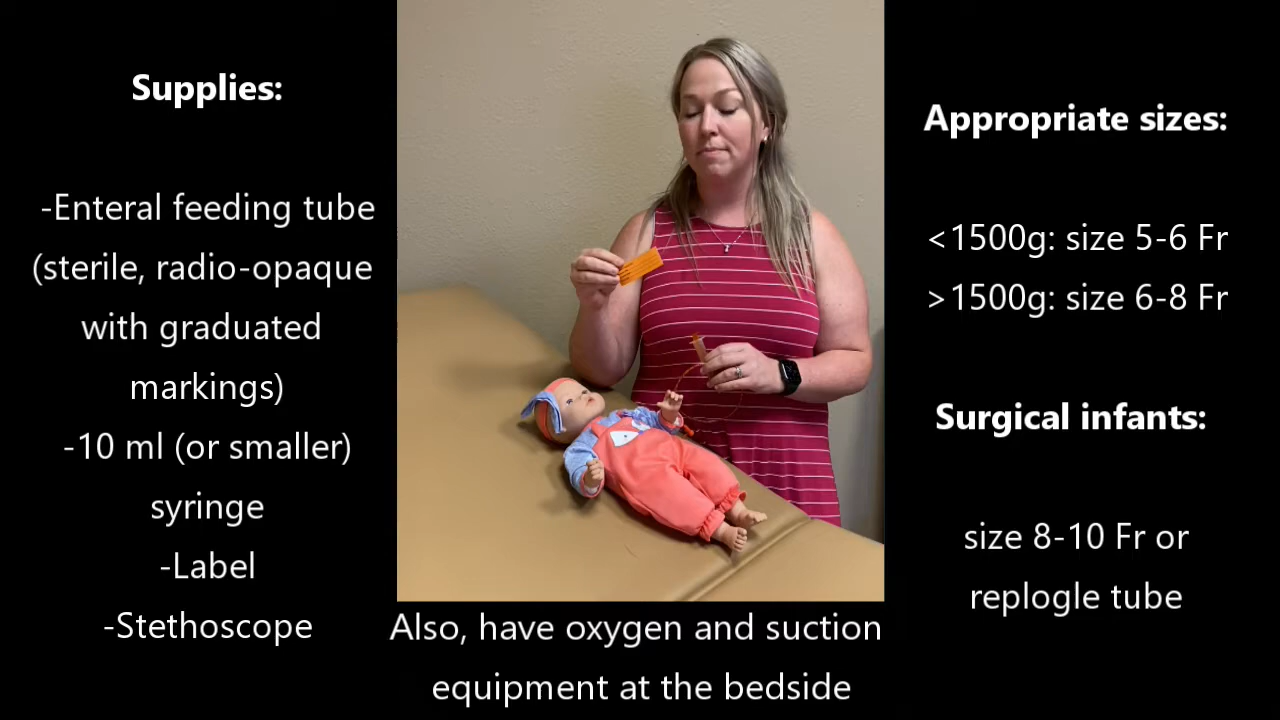 Supplies:
-Enteral feeding tube
(sterile, radio-opaque
with graduated
markings)
-10 ml (or smaller)
syringe
-Label
-Stethoscope
Also, have oxygen and suction
equipment at the bedside
Appropriate sizes:
<1500g: size 5-6 Fr
>1500g: size 6-8 Fr
Surgical infants:
size 8-10 Fr or
replogle tube